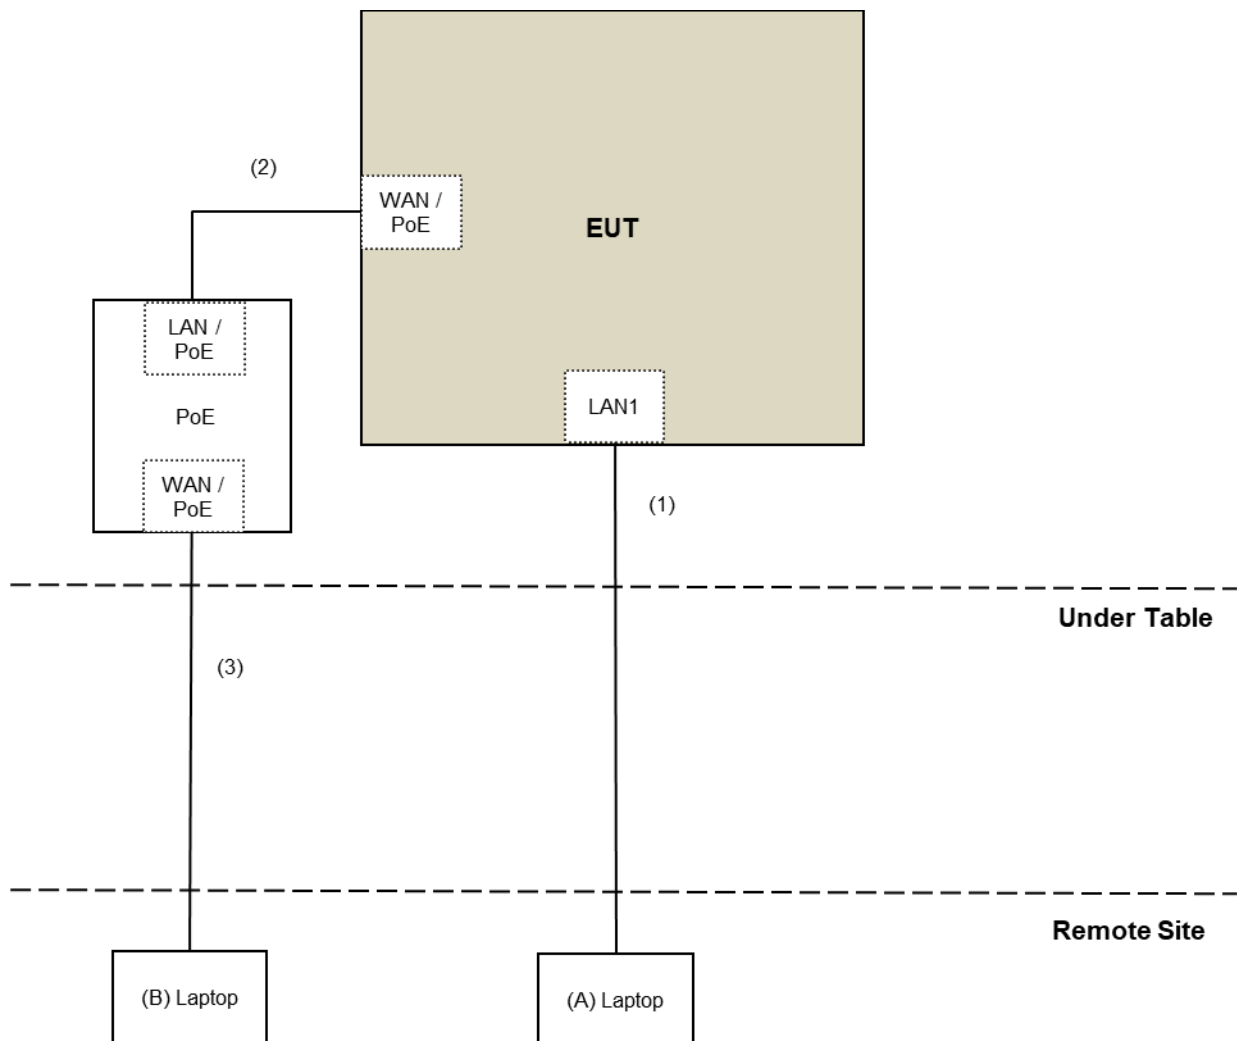 (2)
WAN /
PoE
EUT
LAN /
PoE
PoE
WAN /
PoE
LAN1
(1)
Under Table
(3)
Remote Site
(B) Laptop
(A) Laptop